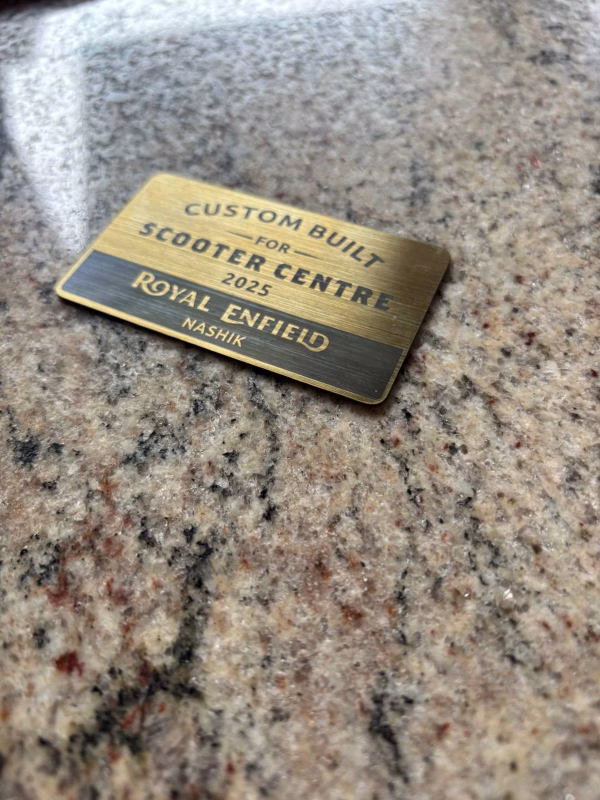 CUSTOM BUILT
—FOR—
SCOOTER CENTRE
2025
ROYAL ENFIELD
NASHIK